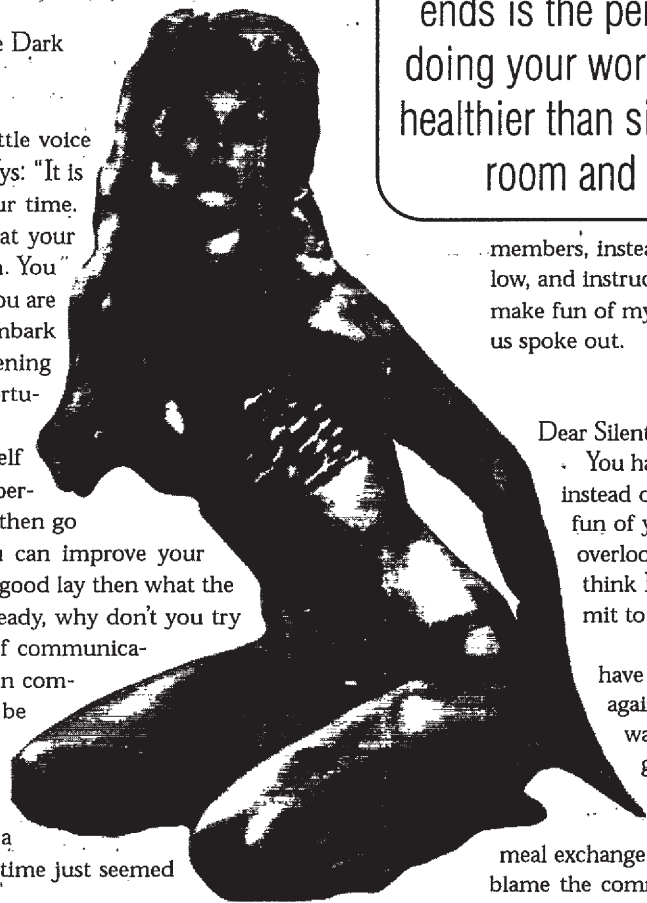 e Dark
ttle voice
ys: "It is
ur time.
at your
n. You
ou are
mbark
ening
rtu-
elf
per-
then go
u can improve your
good lay then what the
eady, why don't you try
f communica-
n com-
be
a
time just seemed
ends is the per
doing your wor
healthier than si
room and
members, instea
low, and instruc
make fun of my
us spoke out.
Dear Silent
You ha
instead o
fun of y
overloo
think
mit to
have
agai
wa
g
meal exchange
blame the com